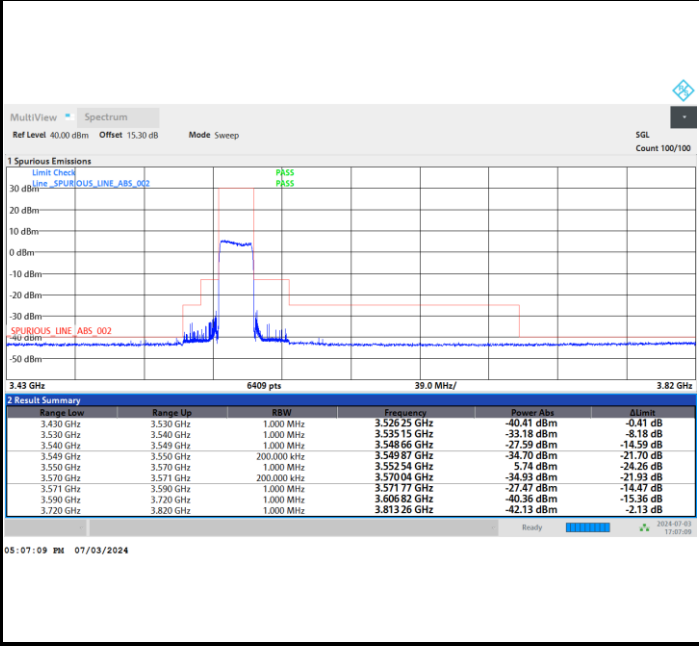 MultiView Spectrum
Ref Level 40.00 dBm Offset 15.30 dB Mode Sweep SGL
Count 100/100
1 Spurious Emissions
Limit Check PASS
Line _SPURIOUS_LINE_ABS_002 PASS
30 dBm
20 dBm
10 dBm
0 dBm
-10 dBm
-20 dBm
-30 dBm
SPURIOUS_LINE_ABS_002
-40 dBm
-50 dBm
3.43 GHz 6409 pts 39.0 MHz/ 3.82 GHz
2 Result Summary
Range Low Range Up RBW Frequency Power Abs ΔLimit
3.430 GHz 3.530 GHz 1.000 MHz 3.526 25 GHz -40.41 dBm -0.41 dB
3.530 GHz 3.540 GHz 1.000 MHz 3.535 15 GHz -33.18 dBm -8.18 dB
3.540 GHz 3.549 GHz 1.000 MHz 3.548 66 GHz -27.59 dBm -14.59 dB
3.549 GHz 3.550 GHz 200.000 kHz 3.549 87 GHz -34.70 dBm -21.70 dB
3.550 GHz 3.570 GHz 1.000 MHz 3.552 54 GHz 5.74 dBm -24.26 dB
3.570 GHz 3.571 GHz 200.000 kHz 3.570 04 GHz -34.93 dBm -21.93 dB
3.571 GHz 3.590 GHz 1.000 MHz 3.571 77 GHz -27.47 dBm -14.47 dB
3.590 GHz 3.720 GHz 1.000 MHz 3.606 82 GHz -40.36 dBm -15.36 dB
3.720 GHz 3.820 GHz 1.000 MHz 3.813 26 GHz -42.13 dBm -2.13 dB
Ready 2024-07-03
17:07:09
05:07:09 PM 07/03/2024